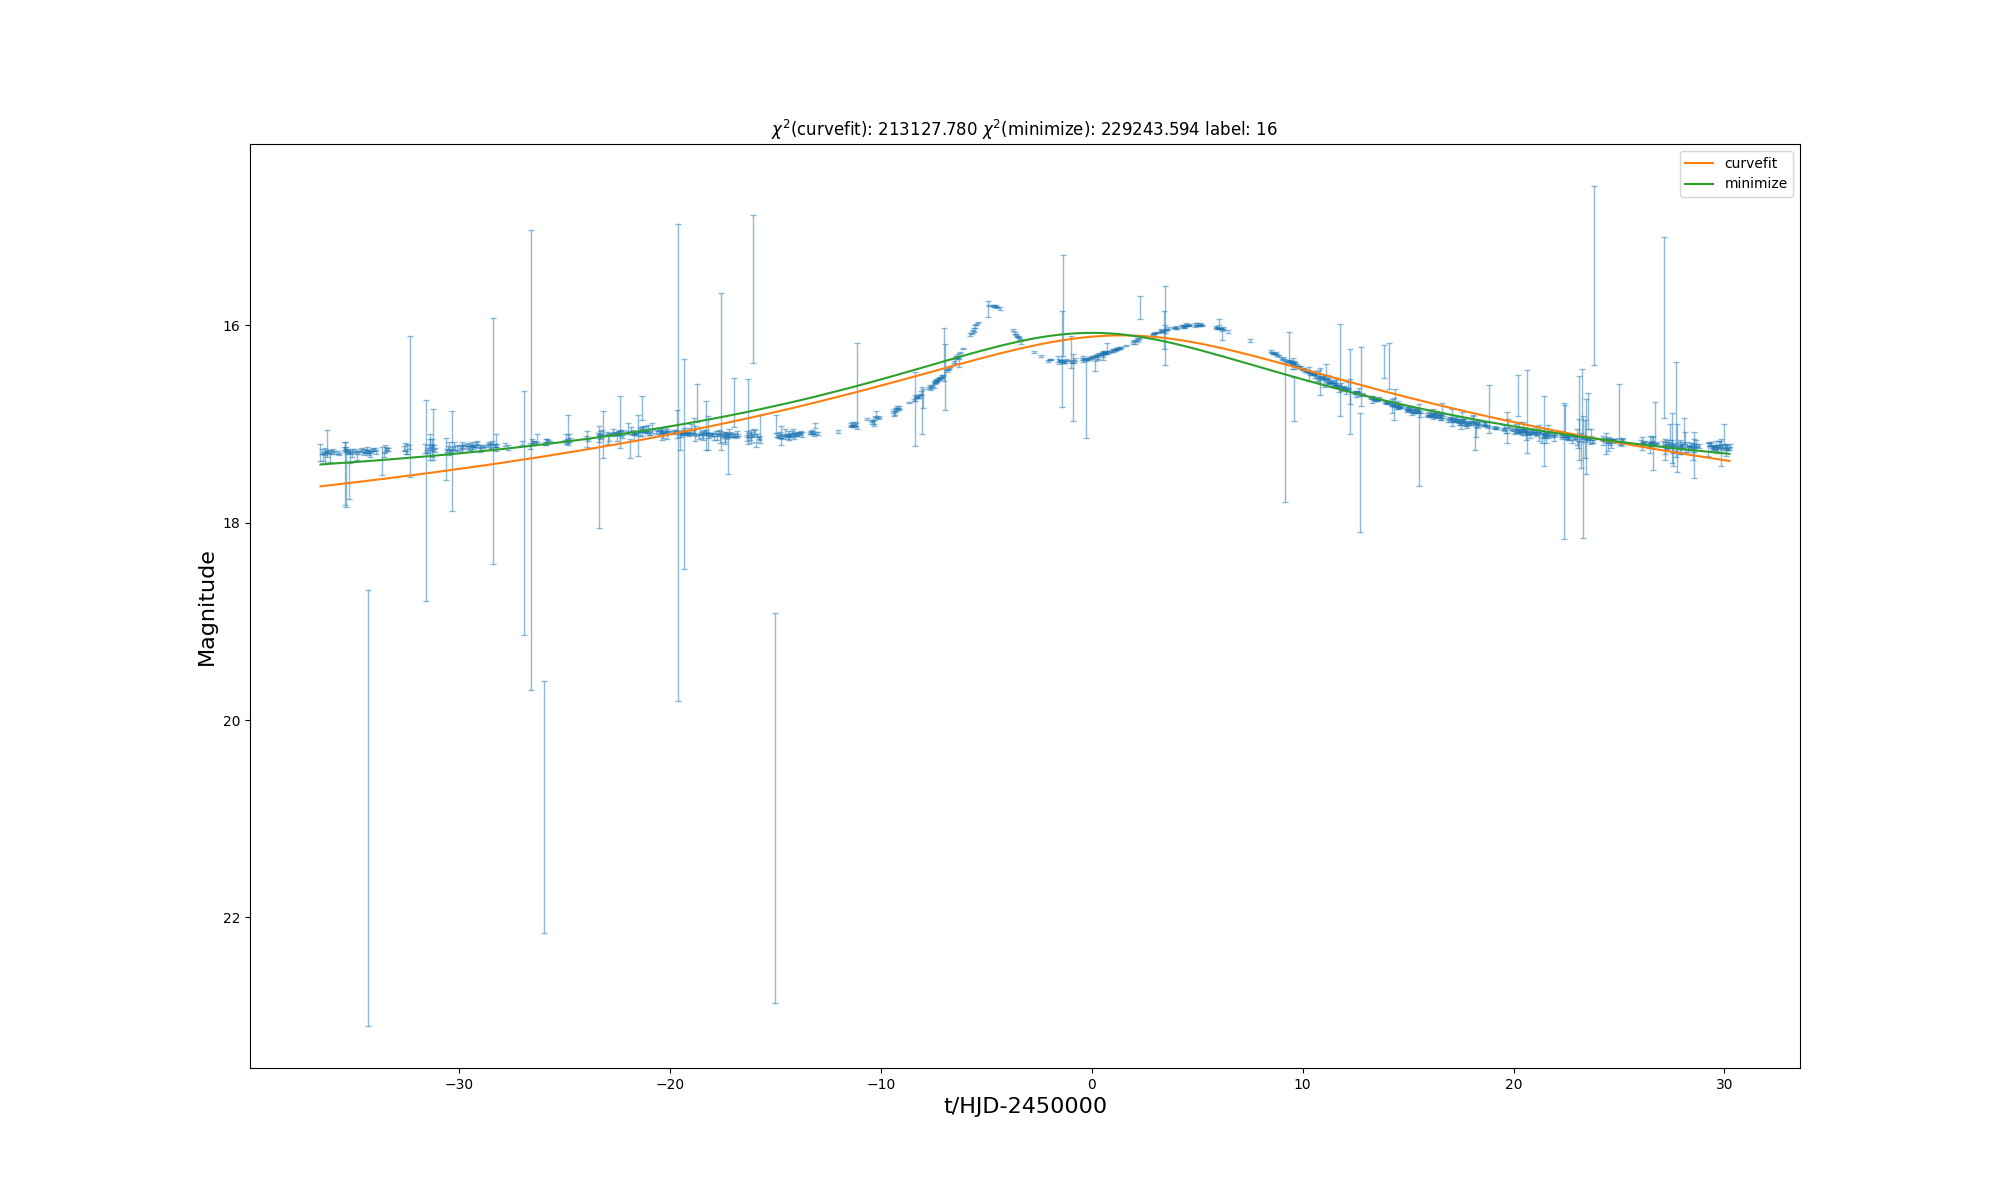 χ²(curvefit): 213127.780 χ²(minimize): 229243.594 label: 16
curvefit
minimize
16
18
20
22
Magnitude
−30
−20
−10
0
10
20
30
t/HJD-2450000